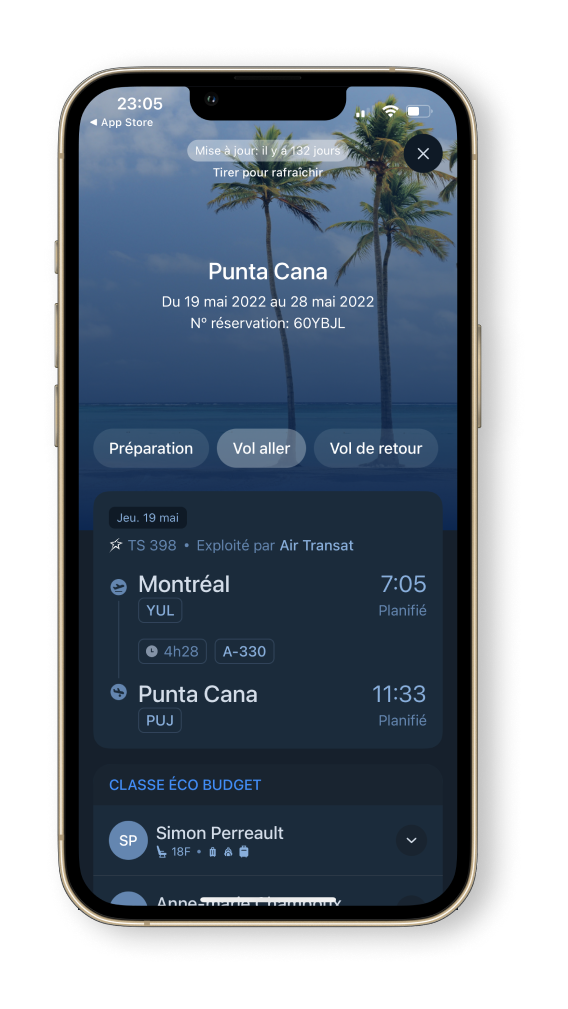 23:05
◀ App Store
Mise à jour: il y a 132 jours
Tirer pour rafraîchir
Punta Cana
Du 19 mai 2022 au 28 mai 2022
Nº réservation: 60YBJL
Préparation Vol aller Vol de retour
Jeu. 19 mai
TS 398 • Exploité par Air Transat
Montréal 7:05
YUL Planifié
4h28 A-330
Punta Cana 11:33
PUJ Planifié
CLASSE ÉCO BUDGET
SP Simon Perreault
18F •
Anne-marie